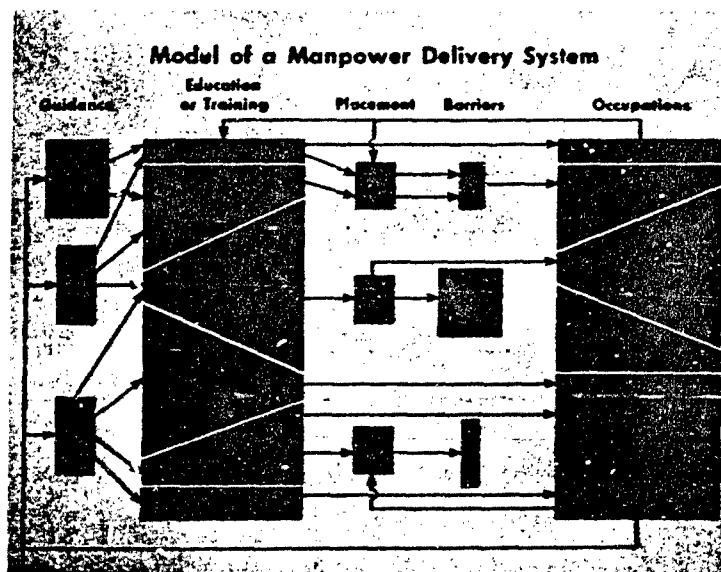 Model of a Manpower Delivery System
Guidance
Education
or Training
Placement
Barriers
Occupations